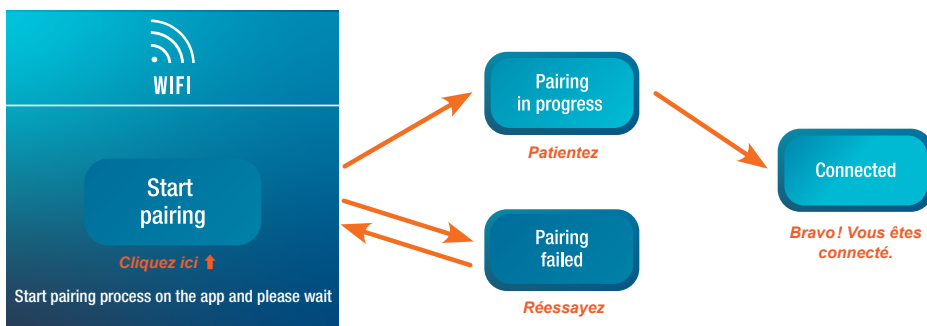 WIFI
Start
pairing
Cliquez ici
Start pairing process on the app and please wait
Pairing
in progress
Patientez
Pairing
failed
Réessayez
Connected
Bravo ! Vous êtes
connecté.